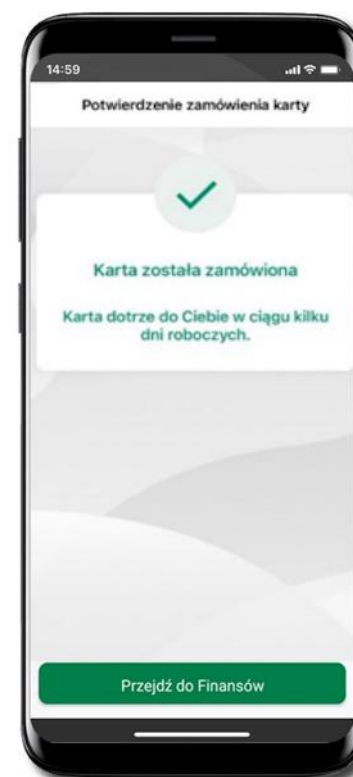 14:59
Potwierdzenie zamówienia karty
Karta została zamówiona
Karta dotrze do Ciebie w ciągu kilku
dni roboczych.
Przejdź do Finansów